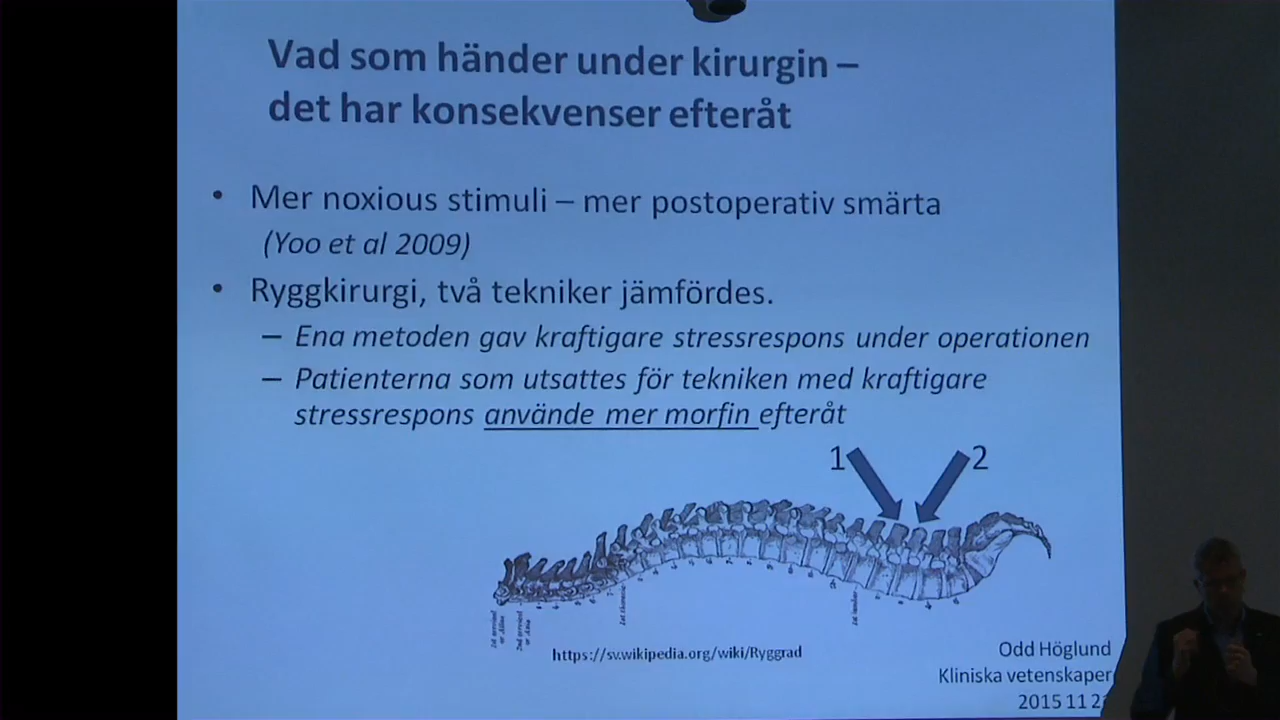 Vad som händer under kirurgin –
det har konsekvenser efteråt
• Mer noxious stimuli – mer postoperativ smärta
(Yoo et al 2009)
• Ryggkirurgi, två tekniker jämfördes.
– Ena metoden gav kraftigare stressrespons under operationen
– Patienterna som utsattes för tekniken med kraftigare
stressrespons använde mer morfin efteråt
1
2
https://sv.wikipedia.org/wiki/Ryggrad
Odd Höglund
Kliniska vetenskaper
2015 11